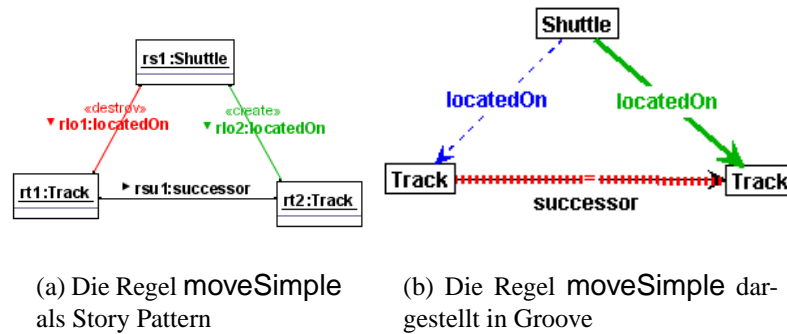 rs1:Shuttle
«destroy»
▼ rlo1:locatedOn
«create»
▼ rlo2:locatedOn
rt1:Track
▶ rsu1:successor
rt2:Track
Shuttle
locatedOn
locatedOn
Track
=
Track
successor
(a) Die Regel moveSimple
als Story Pattern
(b) Die Regel moveSimple dar-
gestellt in Groove